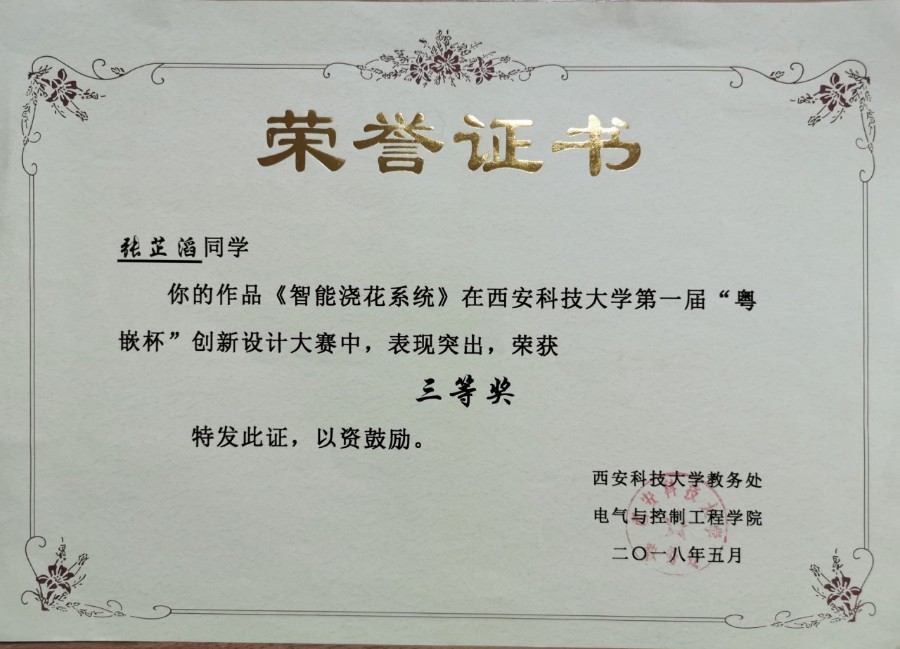 荣誉证书
张芷滔同学
你的作品《智能浇花系统》在西安科技大学第一届“粤
嵌杯”创新设计大赛中，表现突出，荣获
三等奖
特发此证，以资鼓励。
西安科技大学教务处
电气与控制工程学院
二〇一八年五月